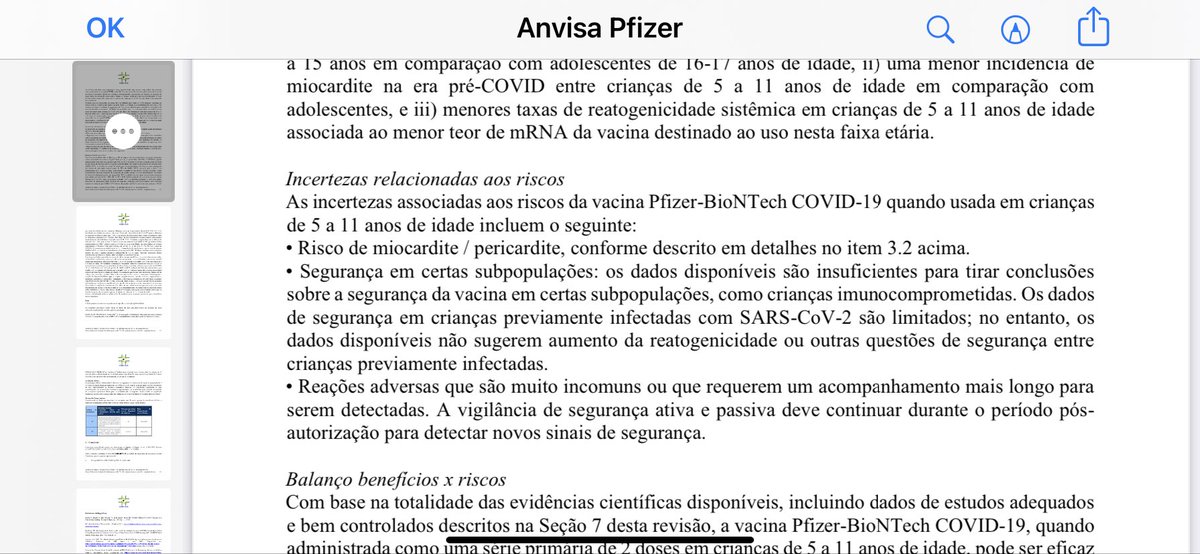 OK
Anvisa Pfizer
a 15 anos em comparação com adolescentes de 16-17 anos de idade, ii) uma menor incidência de
miocardite na era pré-COVID entre crianças de 5 a 11 anos de idade em comparação com
adolescentes, e iii) menores taxas de reatogenicidade sistêmica em crianças de 5 a 11 anos de idade
associada ao menor teor de mRNA da vacina destinado ao uso nesta faixa etária.
Incertezas relacionadas aos riscos
As incertezas associadas aos riscos da vacina Pfizer-BioNTech COVID-19 quando usada em crianças
de 5 a 11 anos de idade incluem o seguinte:
• Risco de miocardite / pericardite, conforme descrito em detalhes no item 3.2 acima.
• Segurança em certas subpopulações: os dados disponíveis são insuficientes para tirar conclusões
sobre a segurança da vacina em certas subpopulações, como crianças imunocomprometidas. Os dados
de segurança em crianças previamente infectadas com SARS-CoV-2 são limitados; no entanto, os
dados disponíveis não sugerem aumento da reatogenicidade ou outras questões de segurança entre
crianças previamente infectadas.
• Reações adversas que são muito incomuns ou que requerem um acompanhamento mais longo para
serem detectadas. A vigilância de segurança ativa e passiva deve continuar durante o período pós-
autorização para detectar novos sinais de segurança.
Balanço benefícios x riscos
Com base na totalidade das evidências científicas disponíveis, incluindo dados de estudos adequados
e bem controlados descritos na Seção 7 desta revisão, a vacina Pfizer-BioNTech COVID-19, quando
administrada como uma série primária de 2 doses em crianças de 5 a 11 anos de idade, pode ser eficaz